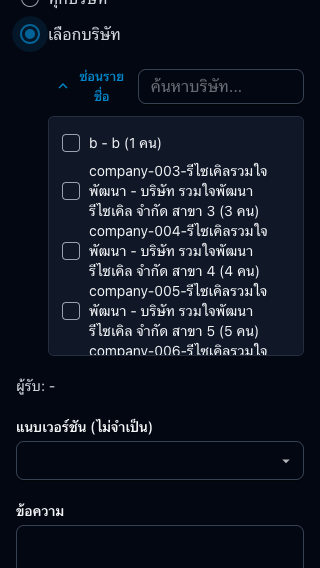 ทุกบริษัท
เลือกบริษัท
ซ่อนราย
ชื่อ
ค้นหาบริษัท...
b - b (1 คน)
company-003-รีไซเคิลรวมใจ
พัฒนา - บริษัท รวมใจพัฒนา
รีไซเคิล จำกัด สาขา 3 (3 คน)
company-004-รีไซเคิลรวมใจ
พัฒนา - บริษัท รวมใจพัฒนา
รีไซเคิล จำกัด สาขา 4 (4 คน)
company-005-รีไซเคิลรวมใจ
พัฒนา - บริษัท รวมใจพัฒนา
รีไซเคิล จำกัด สาขา 5 (5 คน)
company-006-รีไซเคิลรวมใจ
ผู้รับ: -
แนบเวอร์ชัน (ไม่จำเป็น)
ข้อความ